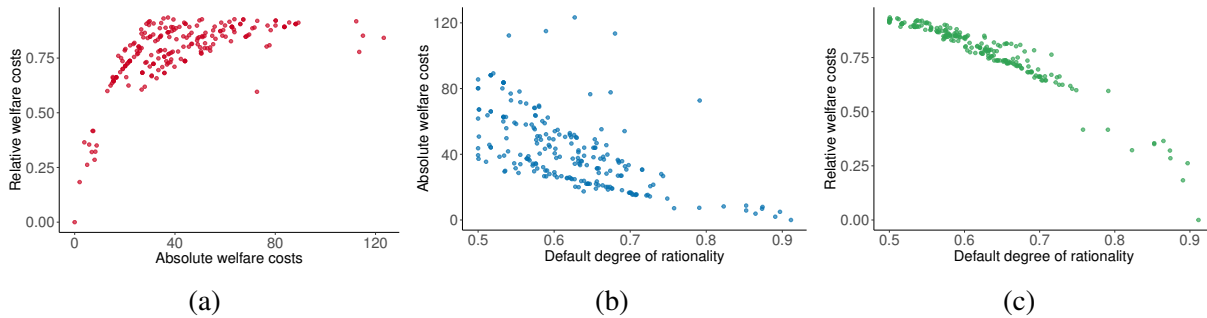 Relative welfare costs
0.75
0.50
0.25
0.00
0 40 80 120
Absolute welfare costs
(a)
Absolute welfare costs
120
80
40
0
0.5 0.6 0.7 0.8 0.9
Default degree of rationality
(b)
Relative welfare costs
0.75
0.50
0.25
0.00
0.5 0.6 0.7 0.8 0.9
Default degree of rationality
(c)